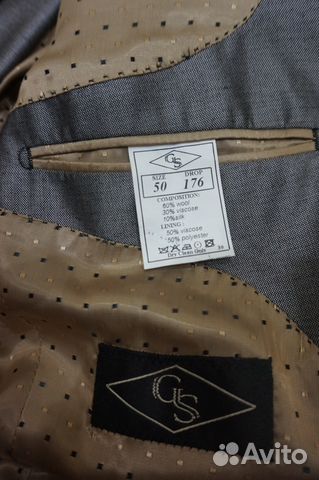 GS
SIZE DROP
50 176
COMPOSITION:
60% wool
30% viscose
10%silk
LINING:
50% viscose
50% polyester
Dry Clean Only
GS
Avito